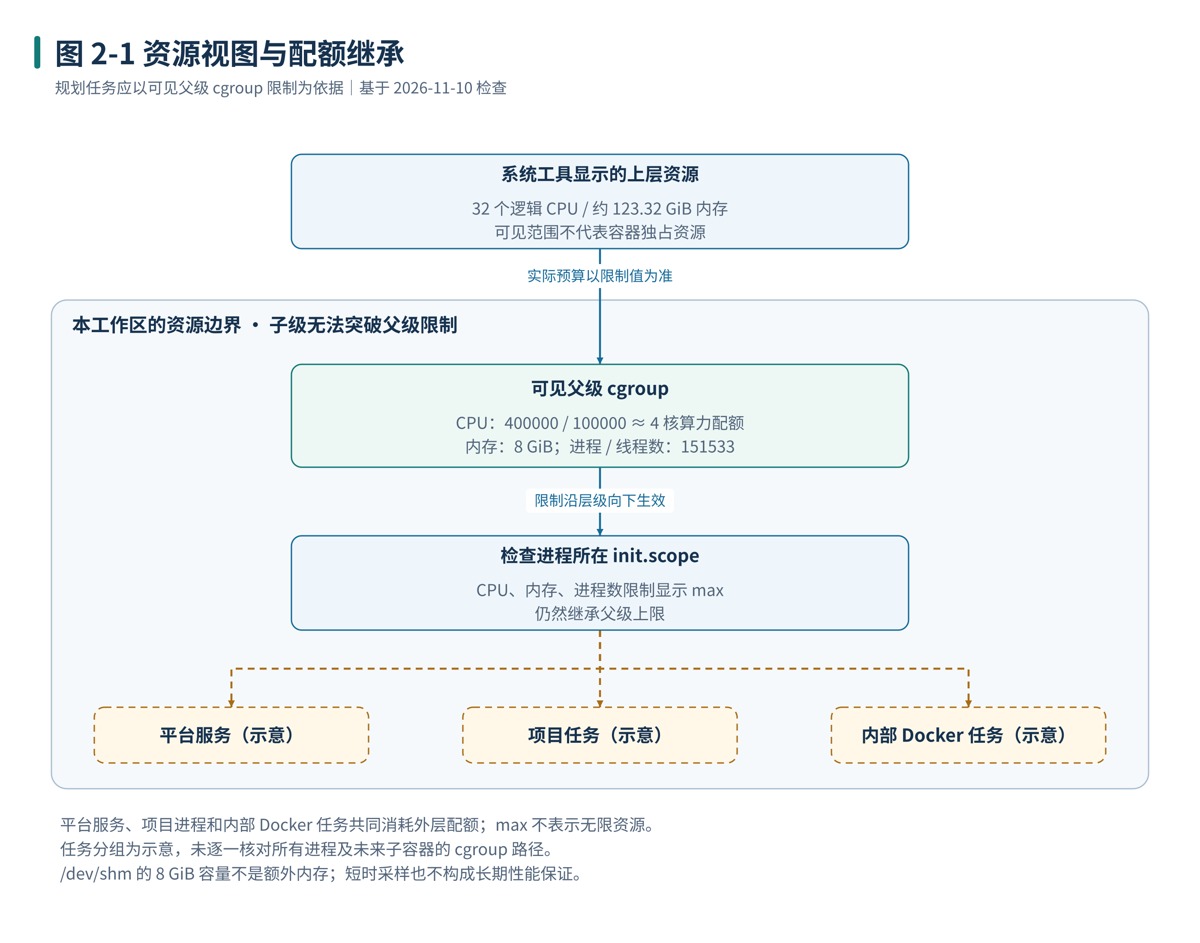 图 2-1 资源视图与配额继承
规划任务应以可见父级 cgroup 限制为依据｜基于 2026-11-10 检查
系统工具显示的上层资源
32 个逻辑 CPU / 约 123.32 GiB 内存
可见范围不代表容器独占资源
实际预算以限制值为准
本工作区的资源边界 · 子级无法突破父级限制
可见父级 cgroup
CPU：400000 / 100000 ≈ 4 核算力配额
内存：8 GiB；进程 / 线程数：151533
限制沿层级向下生效
检查进程所在 init.scope
CPU、内存、进程数限制显示 max
仍然继承父级上限
平台服务（示意）
项目任务（示意）
内部 Docker 任务（示意）
平台服务、项目进程和内部 Docker 任务共同消耗外层配额；max 不表示无限资源。
任务分组为示意，未逐一核对所有进程及未来子容器的 cgroup 路径。
/dev/shm 的 8 GiB 容量不是额外内存；短时采样也不构成长期性能保证。